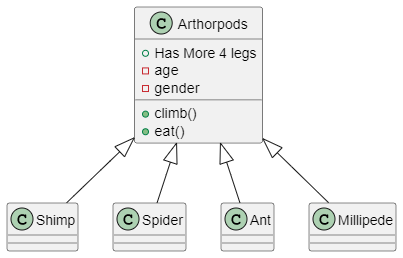 C Arthorpods
Has More 4 legs
age
gender
climb()
eat()
C Shimp
C Spider
C Ant
C Millipede